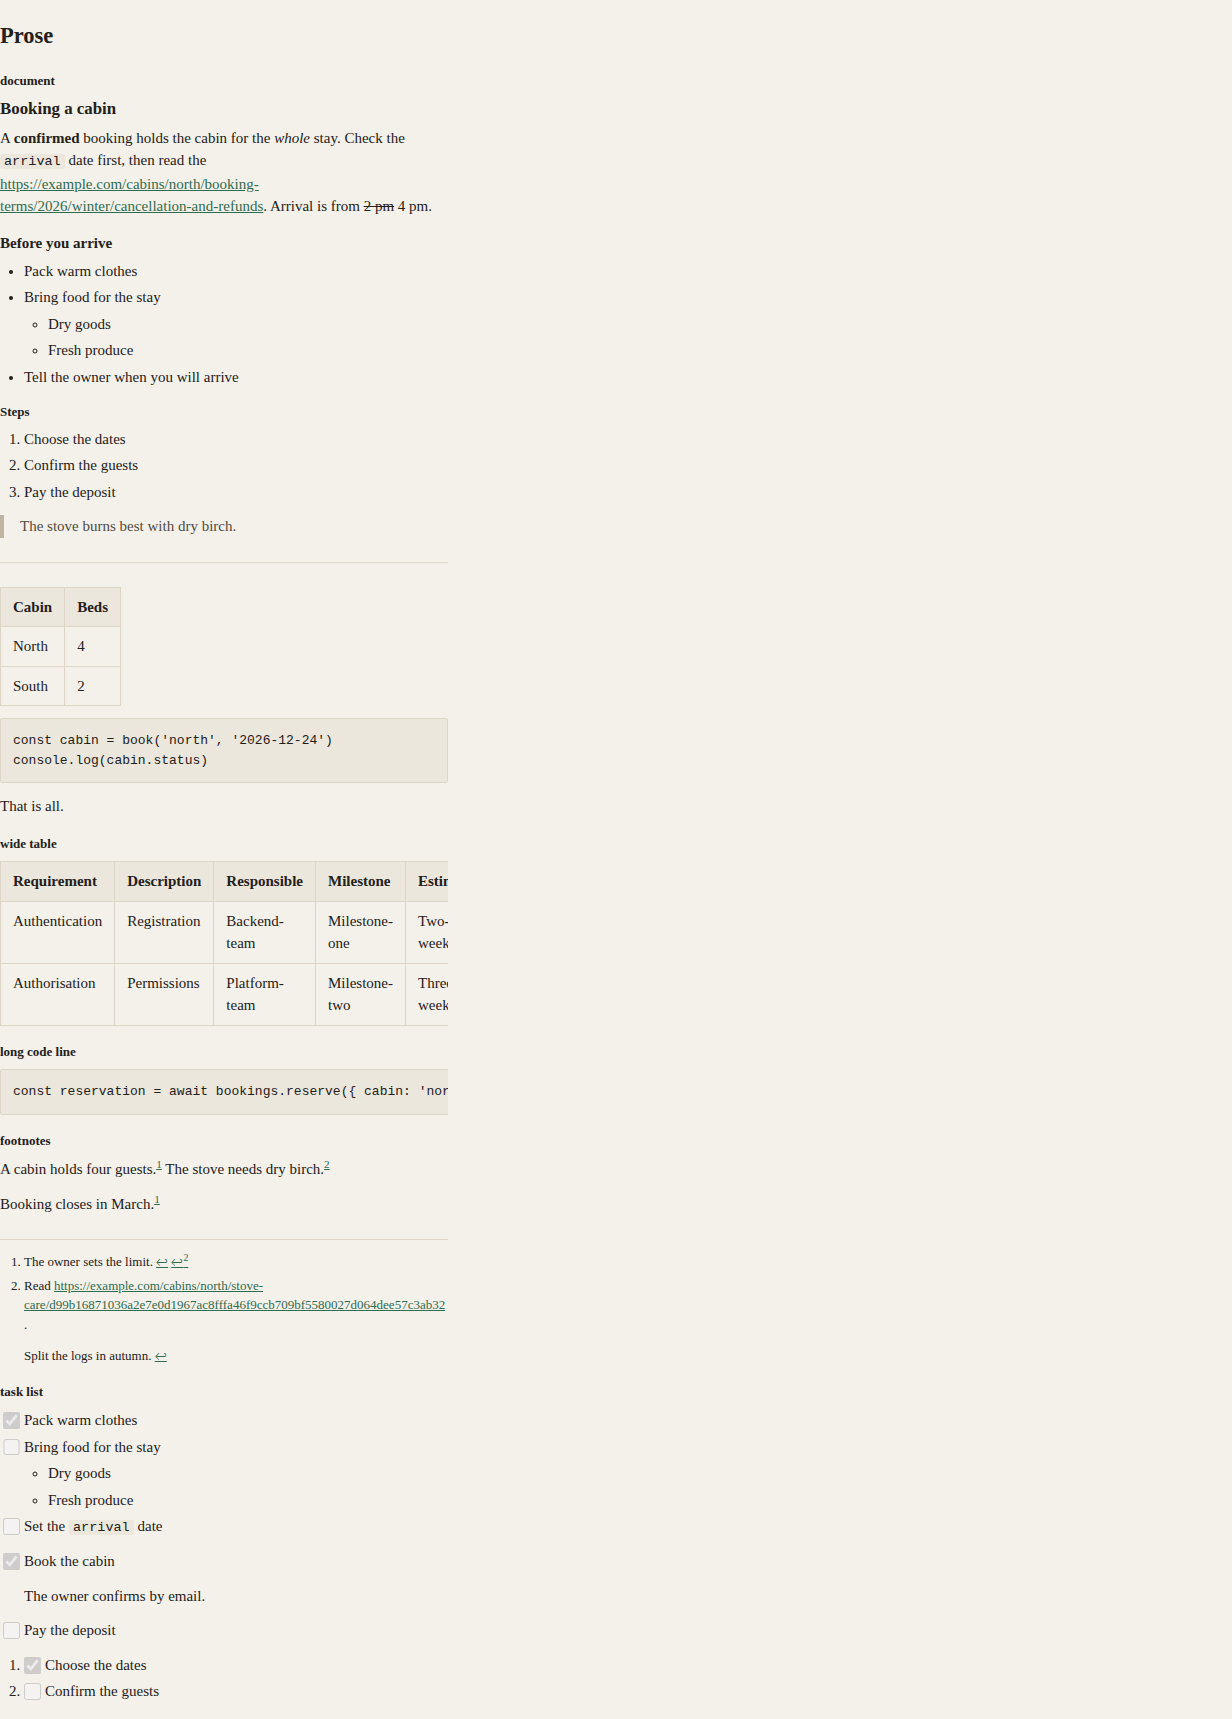 Prose
document
Booking a cabin
A confirmed booking holds the cabin for the whole stay. Check the
arrival date first, then read the
https://example.com/cabins/north/booking-
terms/2026/winter/cancellation-and-refunds. Arrival is from 2 pm 4 pm.
Before you arrive
• Pack warm clothes
• Bring food for the stay
◦ Dry goods
◦ Fresh produce
• Tell the owner when you will arrive
Steps
1. Choose the dates
2. Confirm the guests
3. Pay the deposit
The stove burns best with dry birch.
Cabin Beds
North 4
South 2
const cabin = book('north', '2026-12-24')
console.log(cabin.status)
That is all.
wide table
Requirement Description Responsible Milestone Estim
Authentication Registration Backend- Milestone- Two-
team one week
Authorisation Permissions Platform- Milestone- Three
team two week
long code line
const reservation = await bookings.reserve({ cabin: 'nor
footnotes
A cabin holds four guests.1 The stove needs dry birch.2
Booking closes in March.1
1. The owner sets the limit. ↩ ↩2
2. Read https://example.com/cabins/north/stove-
care/d99b16871036a2e7e0d1967ac8fffa46f9ccb709bf5580027d064dee57c3ab32
.
Split the logs in autumn. ↩
task list
Pack warm clothes
Bring food for the stay
◦ Dry goods
◦ Fresh produce
Set the arrival date
Book the cabin
The owner confirms by email.
Pay the deposit
1. Choose the dates
2. Confirm the guests